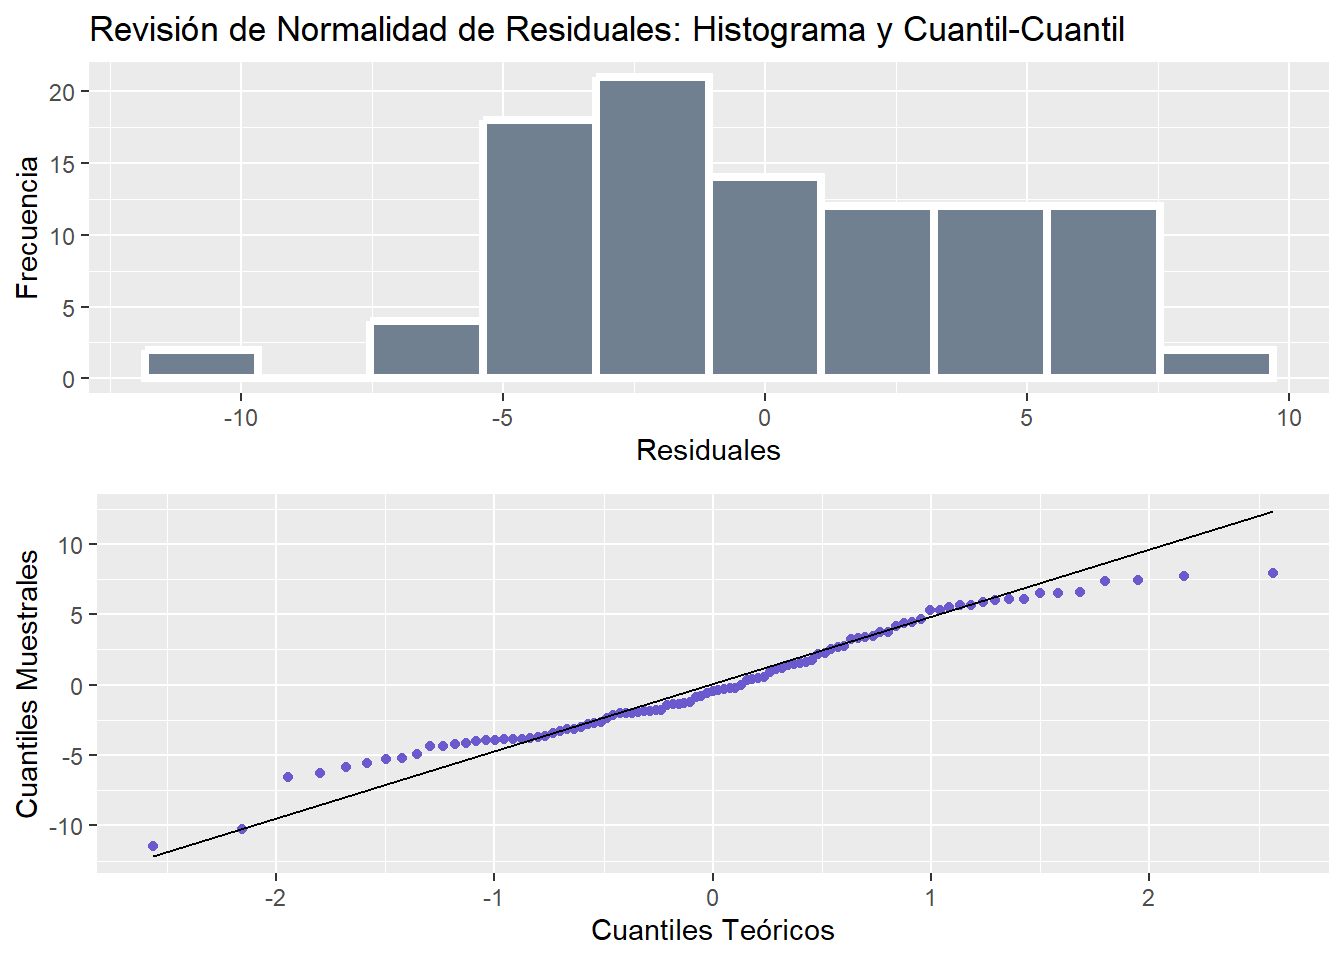 Revisión de Normalidad de Residuales: Histograma y Cuantil-Cuantil
Frecuencia
20
15
10
5
0
-10 -5 0 5 10
Residuales
Cuantiles Muestrales
10
5
0
-5
-10
-2 -1 0 1 2
Cuantiles Teóricos